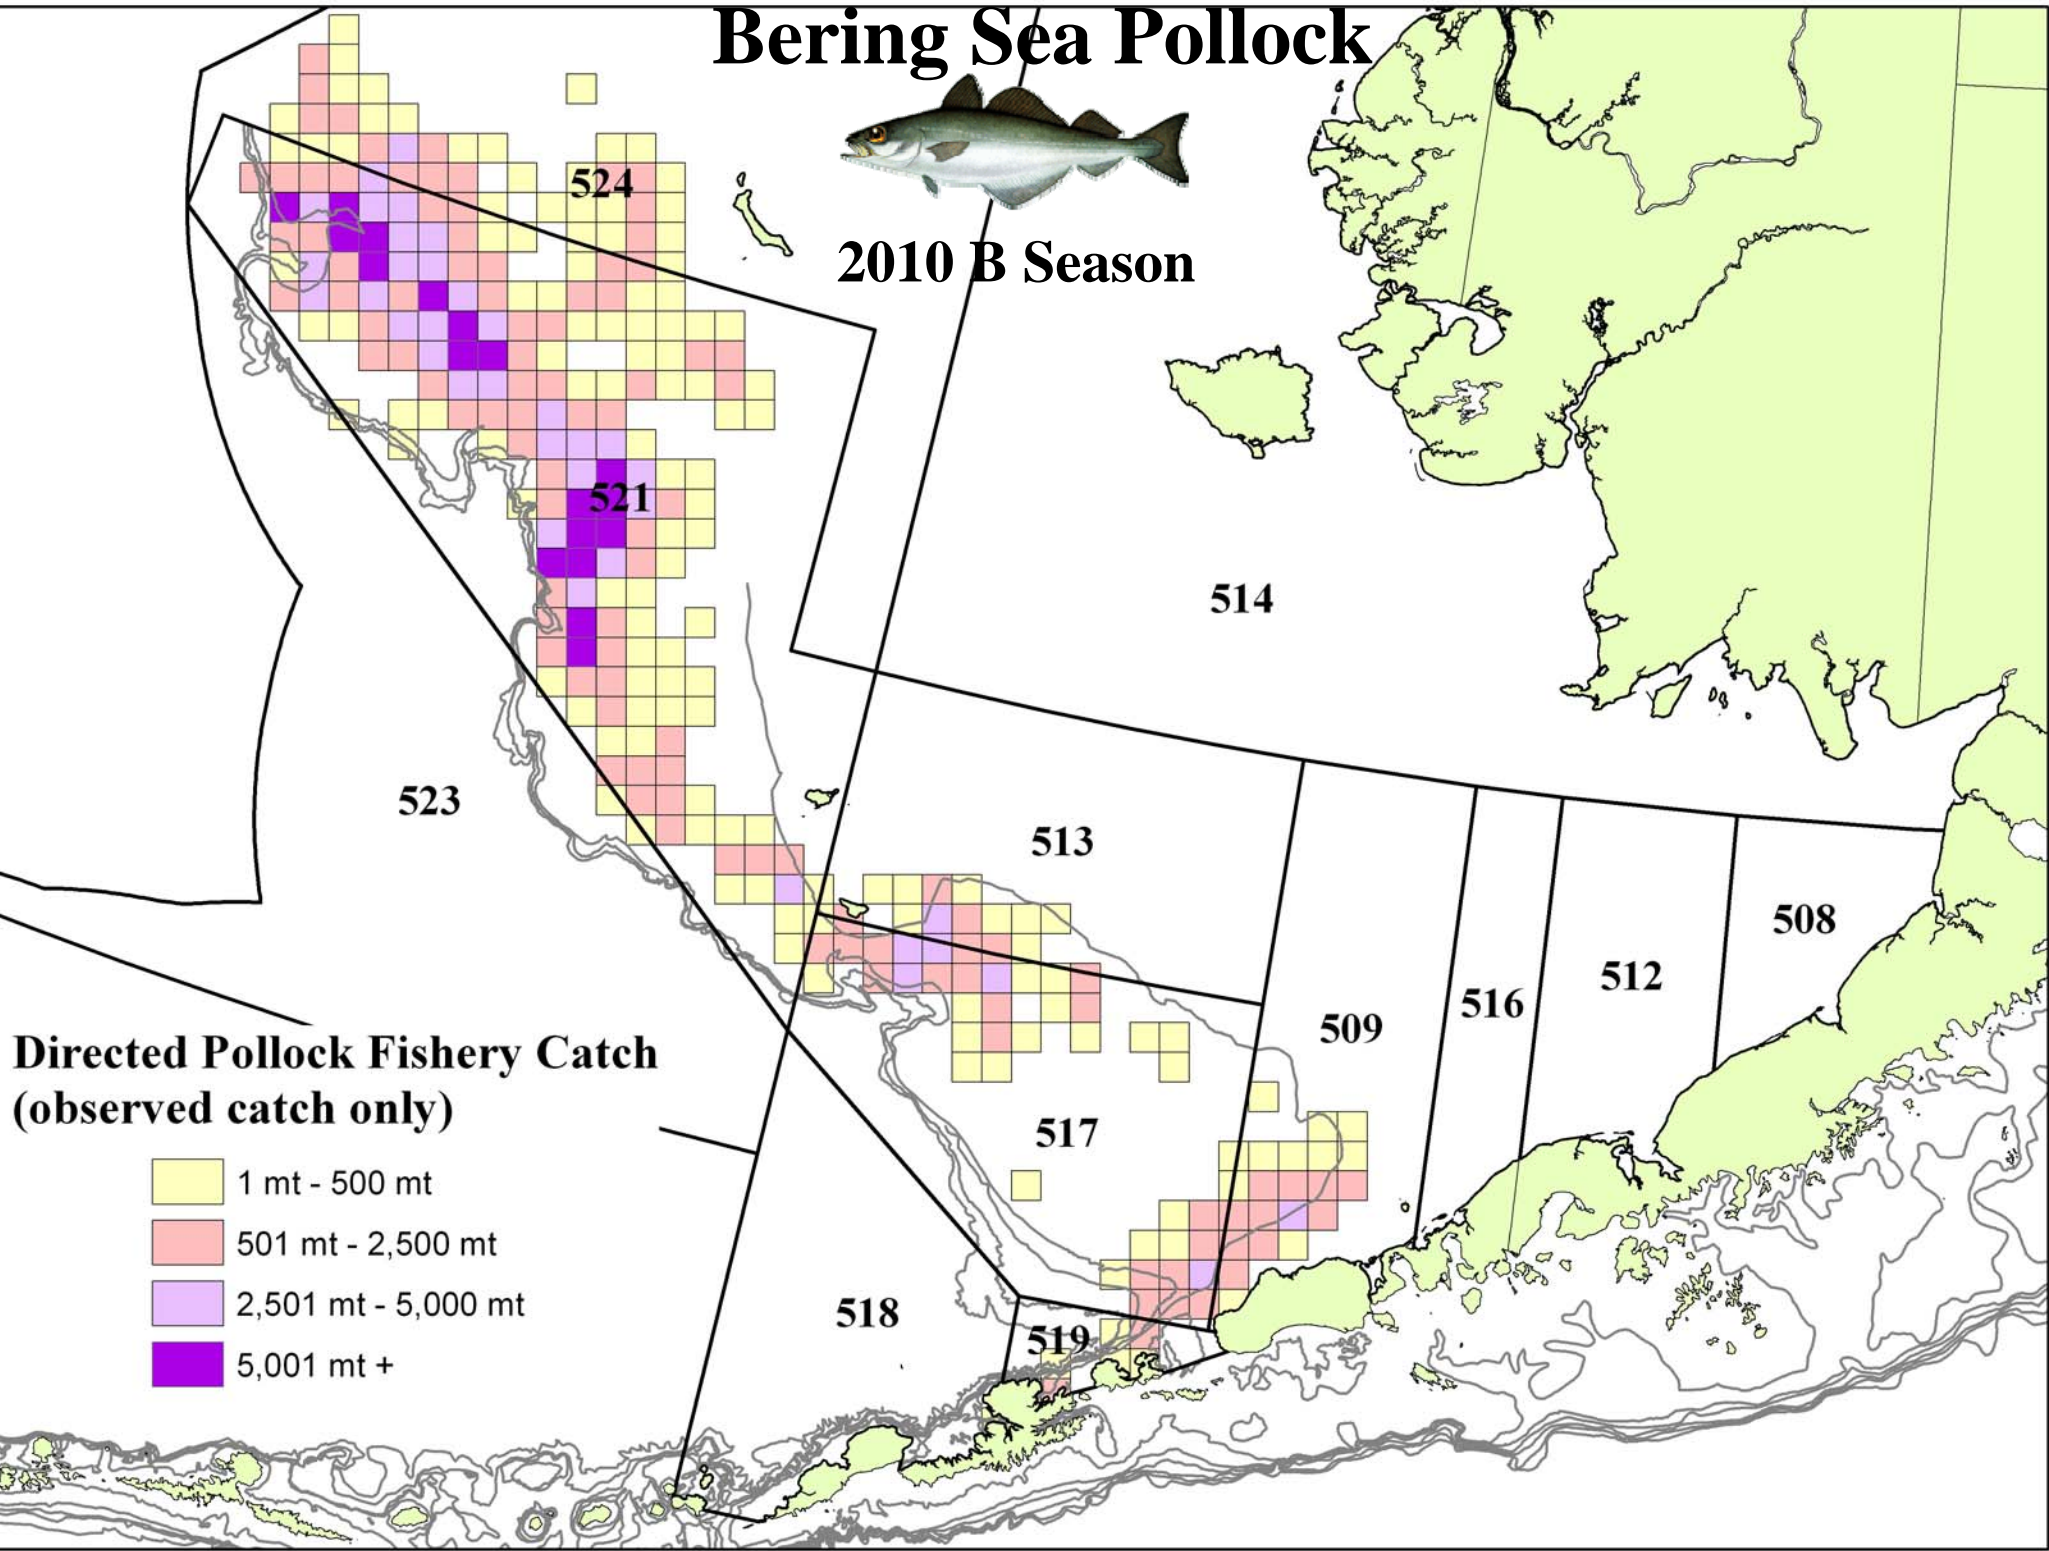 Bering Sea Pollock
2010 B Season
524
521
514
523
513
508
512
516
509
517
518
519
Directed Pollock Fishery Catch
(observed catch only)
1 mt - 500 mt
501 mt - 2,500 mt
2,501 mt - 5,000 mt
5,001 mt +